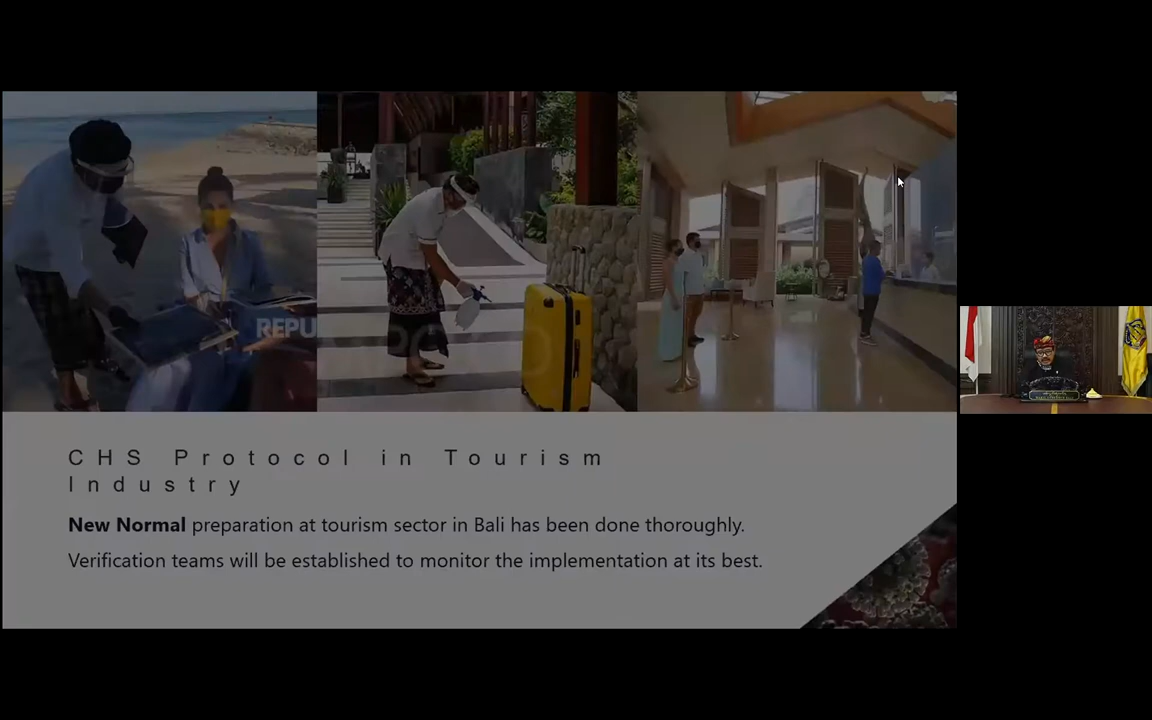 REPU
CHS Protocol in Tourism
Industry
New Normal preparation at tourism sector in Bali has been done thoroughly.
Verification teams will be established to monitor the implementation at its best.